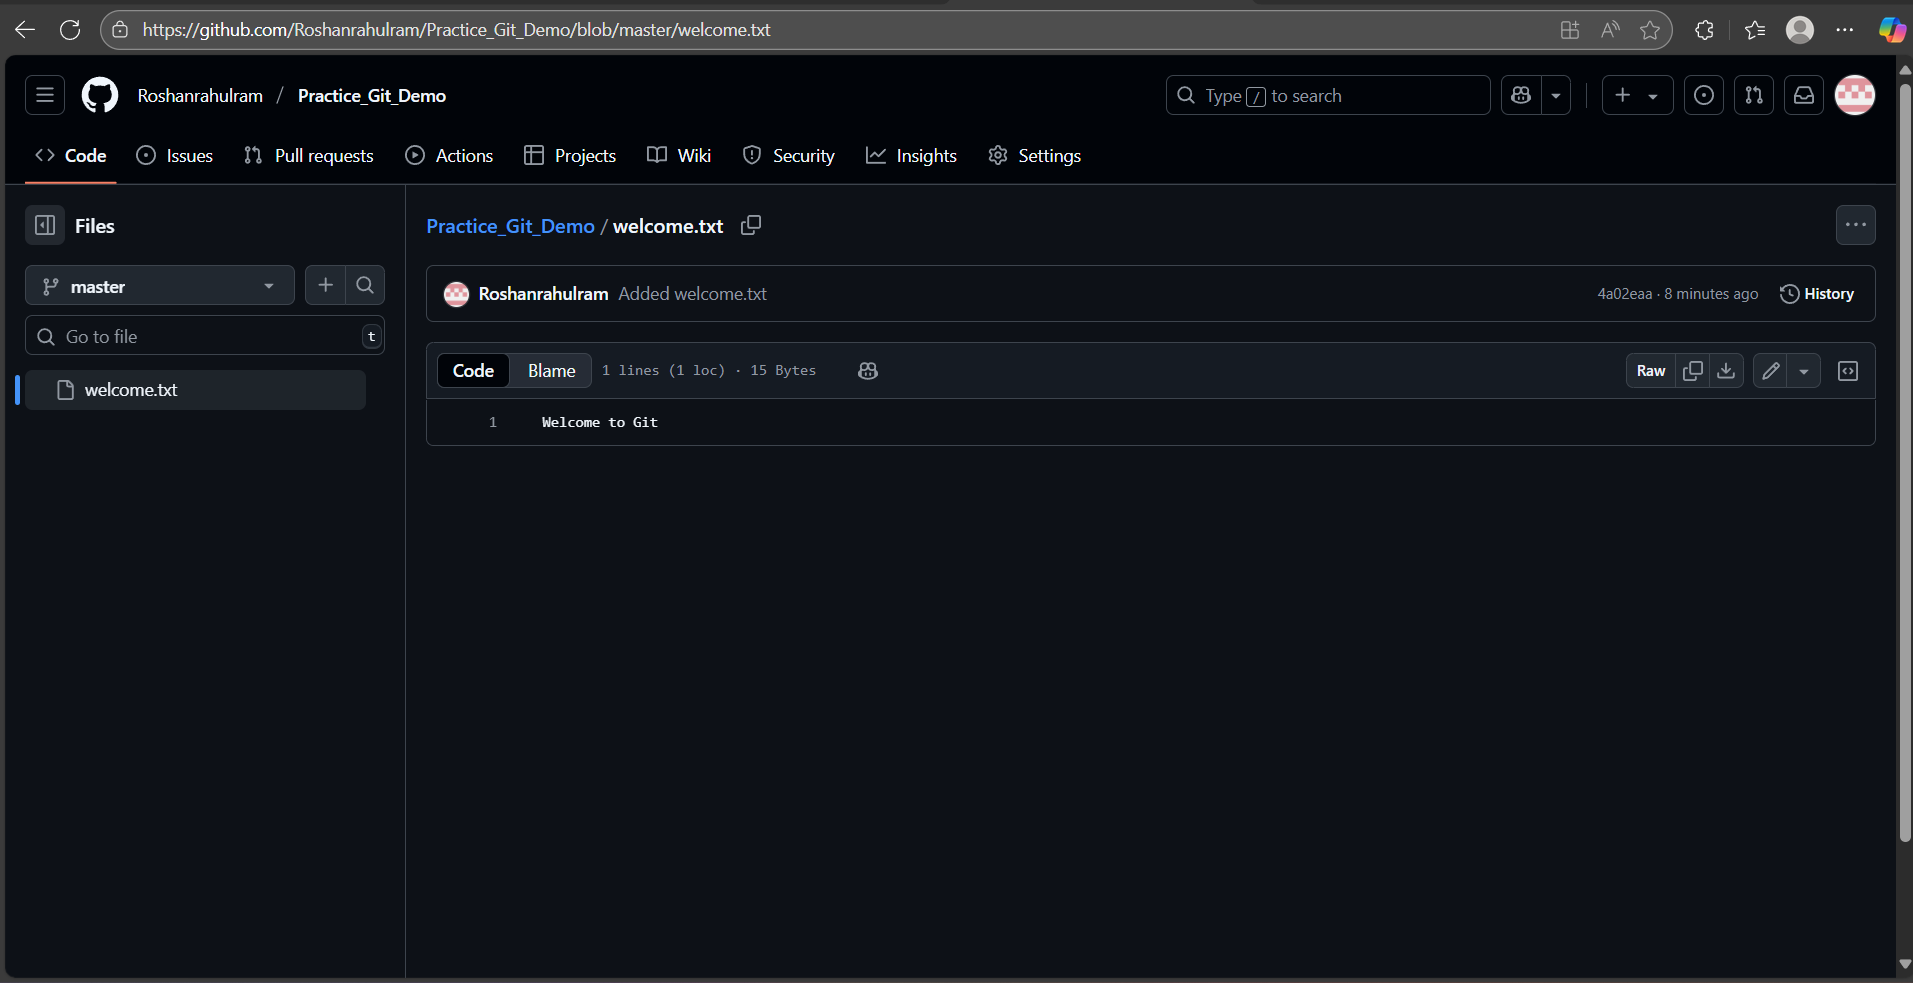 https://github.com/Roshanrahulram/Practice_Git_Demo/blob/master/welcome.txt
Roshanrahulram / Practice_Git_Demo
Type / to search
Code Issues Pull requests Actions Projects Wiki Security Insights Settings
Files
master
Go to file t
welcome.txt
Practice_Git_Demo / welcome.txt
Roshanrahulram Added welcome.txt 4a02eaa · 8 minutes ago History
Code Blame 1 lines (1 loc) · 15 Bytes Raw
1 Welcome to Git